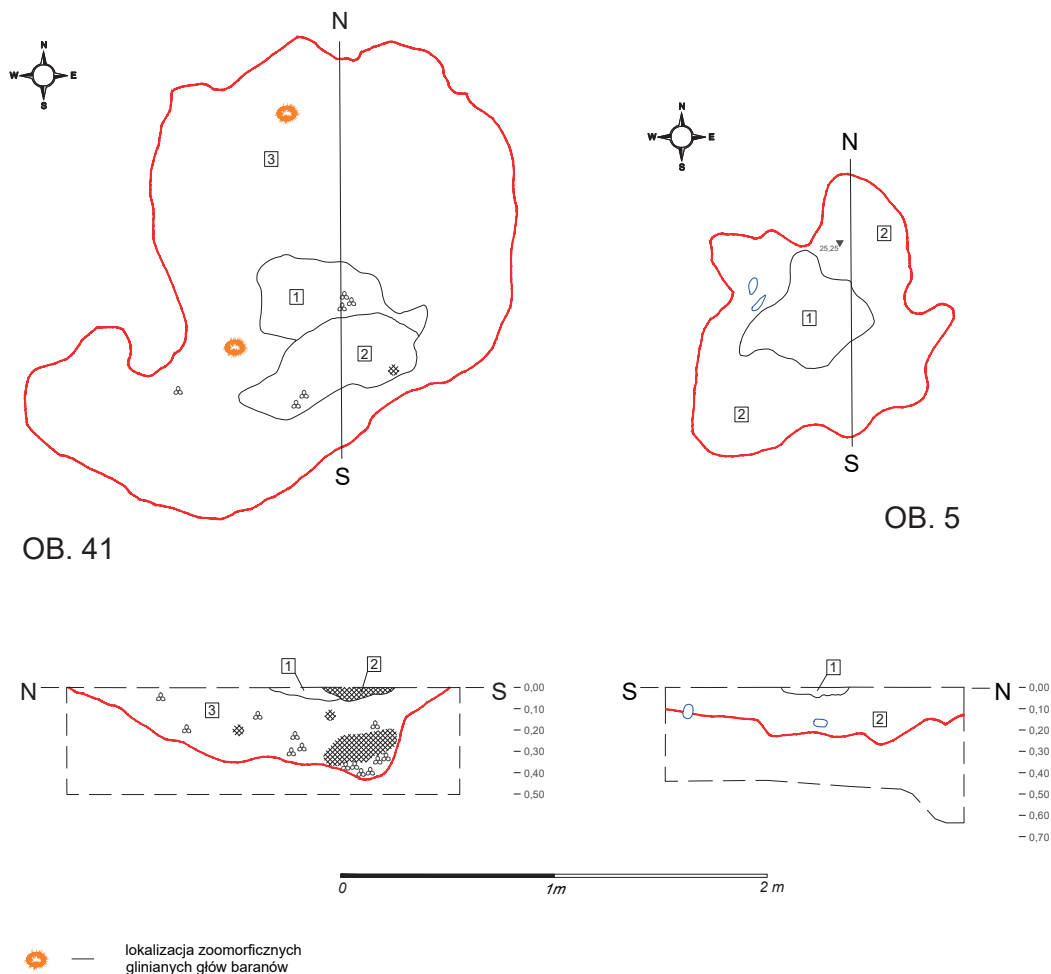 N
N
W E
S
1
3
1
2
S
OB. 41
N
W E
S
N
2
25,25
1
2
S
OB. 5
N
1
2
3
S
0,00
0,10
0,20
0,30
0,40
0,50
S
1
2
N
0,00
0,10
0,20
0,30
0,40
0,50
0,60
0,70
0 1m 2 m
lokalizacja zoomorficznych
glinianych głów baranów